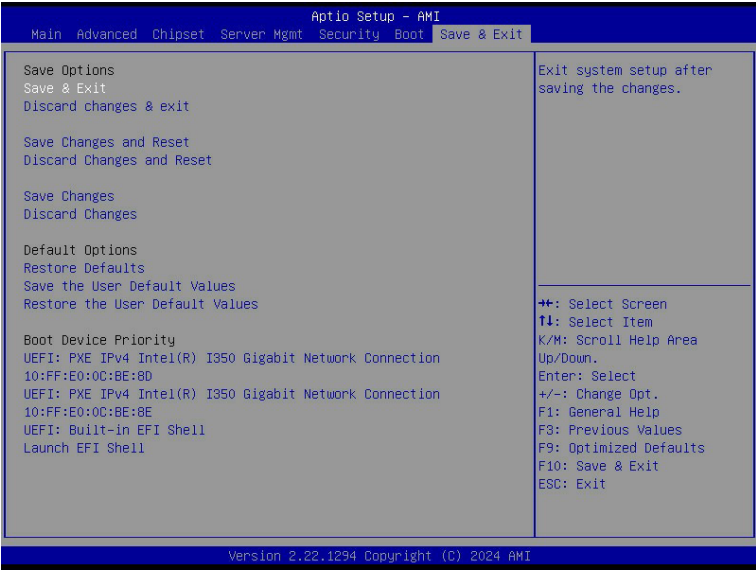 Aptio Setup - AMI
Main Advanced Chipset Server Mgmt Security Boot Save & Exit
Save Options
Save & Exit
Discard changes & exit
Save Changes and Reset
Discard Changes and Reset
Save Changes
Discard Changes
Default Options
Restore Defaults
Save the User Default Values
Restore the User Default Values
Boot Device Priority
UEFI: PXE IPv4 Intel(R) I350 Gigabit Network Connection
10:FF:E0:0C:BE:8D
UEFI: PXE IPv4 Intel(R) I350 Gigabit Network Connection
10:FF:E0:0C:BE:8E
UEFI: Built-in EFI Shell
Launch EFI Shell
Exit system setup after
saving the changes.
→←: Select Screen
↑↓: Select Item
K/M: Scroll Help Area
Up/Down.
Enter: Select
+/-: Change Opt.
F1: General Help
F3: Previous Values
F9: Optimized Defaults
F10: Save & Exit
ESC: Exit
Version 2.22.1294 Copyright (C) 2024 AMI